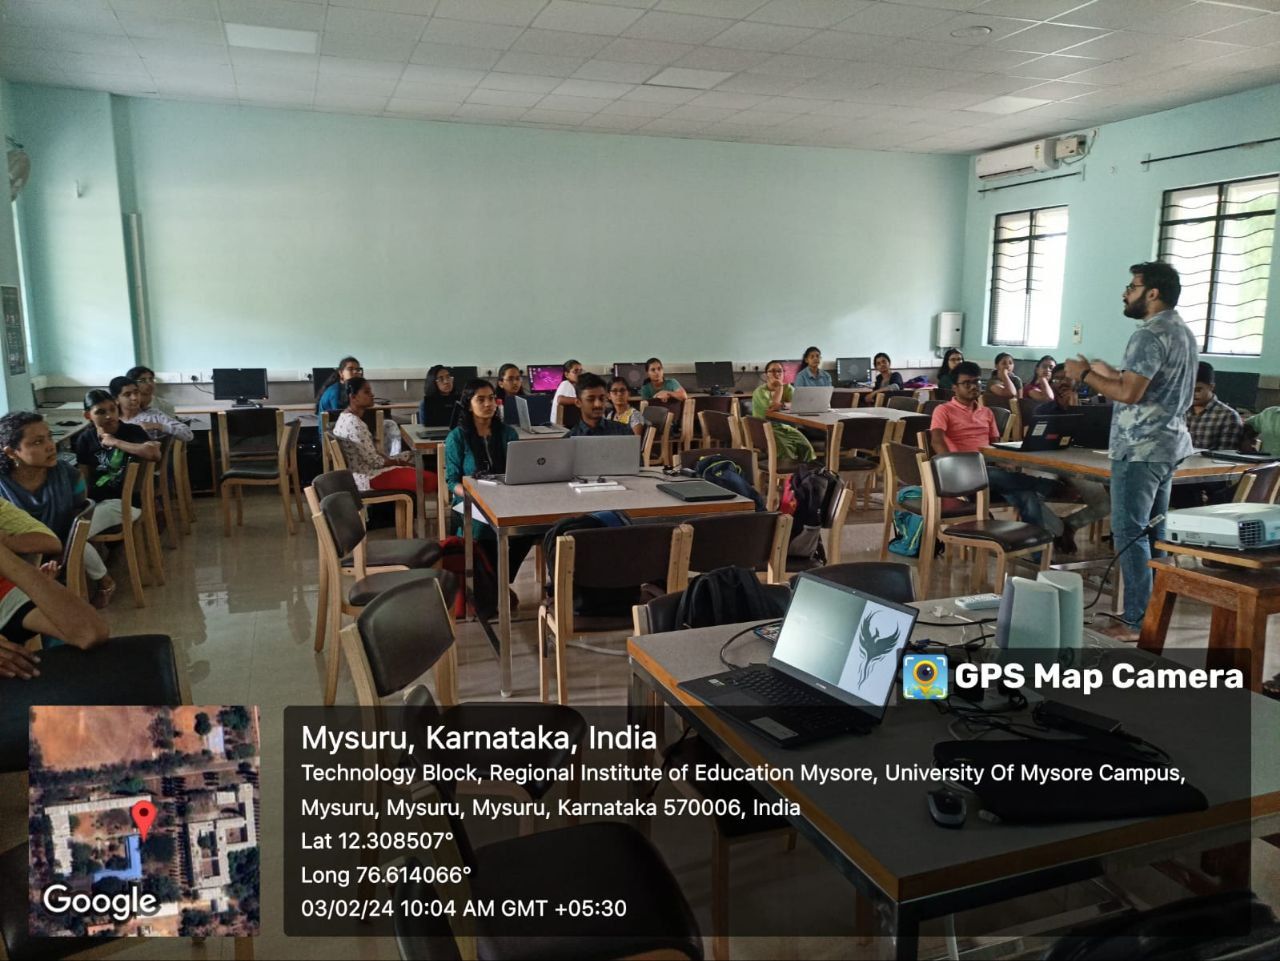 GPS Map Camera
Mysuru, Karnataka, India
Technology Block, Regional Institute of Education Mysore, University Of Mysore Campus,
Mysuru, Mysuru, Mysuru, Karnataka 570006, India
Lat 12.308507°
Long 76.614066°
03/02/24 10:04 AM GMT +05:30
Google
hp